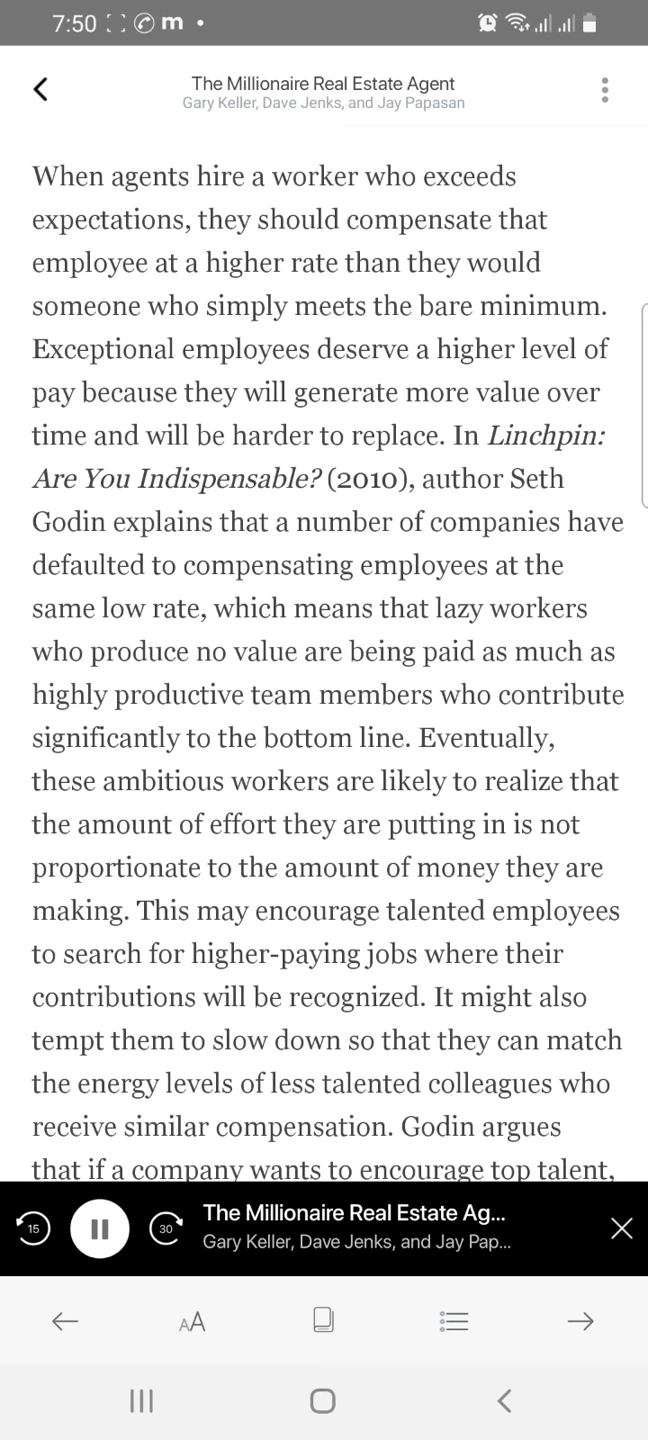 7:50 m
The Millionaire Real Estate Agent
Gary Keller, Dave Jenks, and Jay Papasan
When agents hire a worker who exceeds
expectations, they should compensate that
employee at a higher rate than they would
someone who simply meets the bare minimum.
Exceptional employees deserve a higher level of
pay because they will generate more value over
time and will be harder to replace. In Linchpin:
Are You Indispensable? (2010), author Seth
Godin explains that a number of companies have
defaulted to compensating employees at the
same low rate, which means that lazy workers
who produce no value are being paid as much as
highly productive team members who contribute
significantly to the bottom line. Eventually,
these ambitious workers are likely to realize that
the amount of effort they are putting in is not
proportionate to the amount of money they are
making. This may encourage talented employees
to search for higher-paying jobs where their
contributions will be recognized. It might also
tempt them to slow down so that they can match
the energy levels of less talented colleagues who
receive similar compensation. Godin argues
that if a company wants to encourage top talent,
15 30 The Millionaire Real Estate Ag...
Gary Keller, Dave Jenks, and Jay Pap...
AA